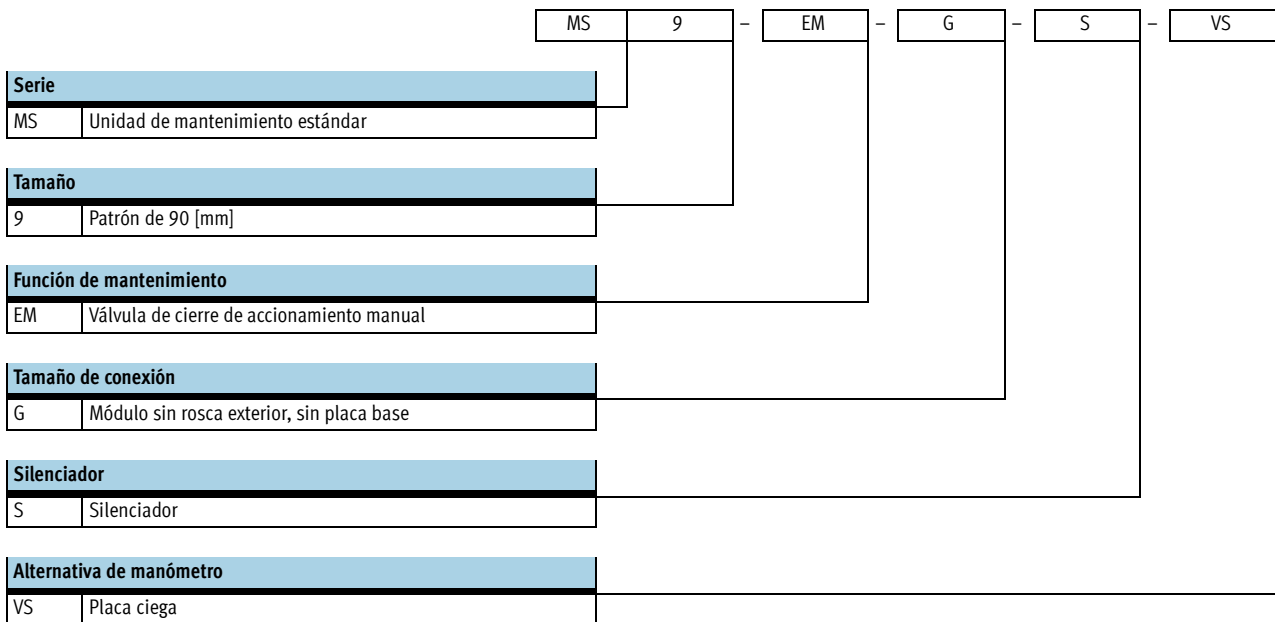 MS 9 – EM – G – S – VS
Serie
MS Unidad de mantenimiento estándar
Tamaño
9 Patrón de 90 [mm]
Función de mantenimiento
EM Válvula de cierre de accionamiento manual
Tamaño de conexión
G Módulo sin rosca exterior, sin placa base
Silenciador
S Silenciador
Alternativa de manómetro
VS Placa ciega